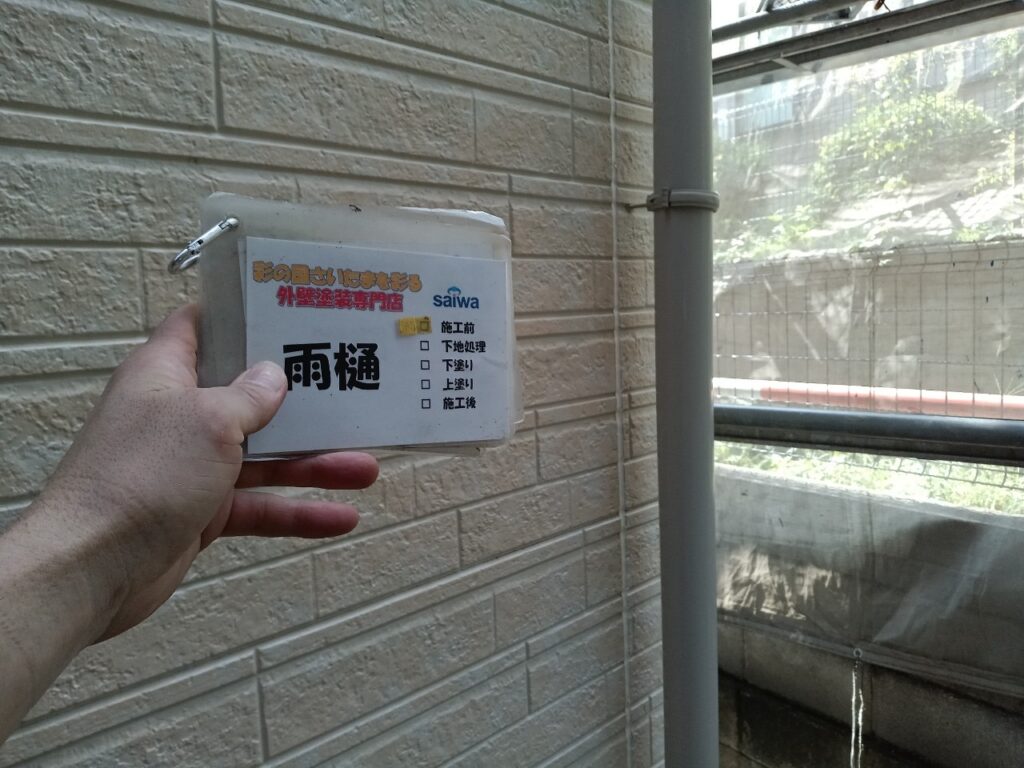 彩の国さいたまを彩る
外壁塗装専門店
saiwa
雨樋
□ 施工前
□ 下地処理
□ 下塗り
□ 上塗り
□ 施工後